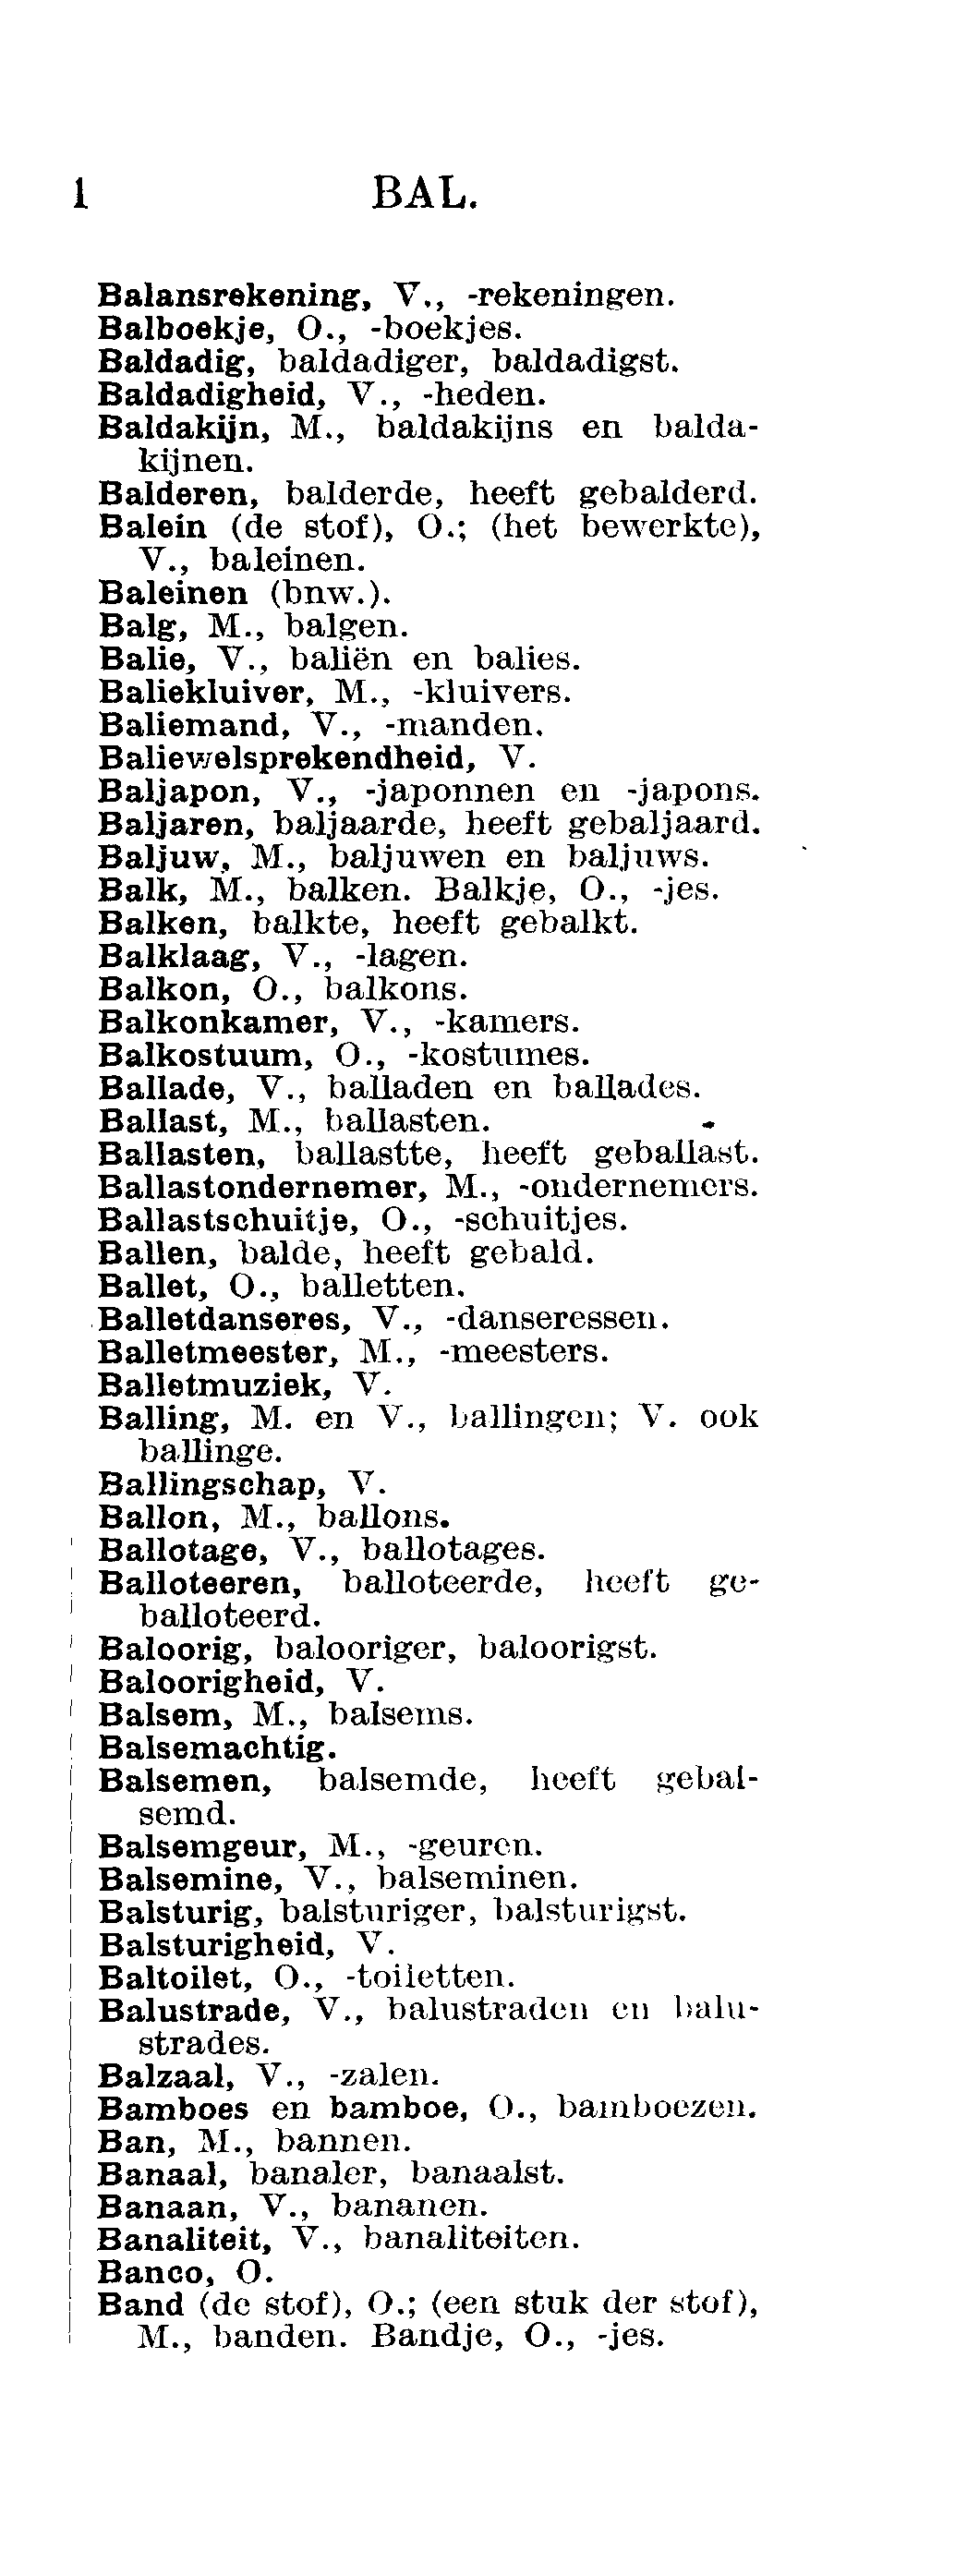 1 BAL.
Balansrekening, V., -rekeningen.
Balboekje, O., -boekjes.
Baldadig, baldadiger, baldadigst.
Baldadigheid, V., -heden.
Baldakijn, M., baldakijns en balda-
kijnen.
Balderen, balderde, heeft gebalderd.
Balein (de stof), O.; (het bewerkte),
V., baleinen.
Baleinen (bnw.).
Balg, M., balgen.
Balie, V., baliën en balies.
Baliekluiver, M., -kluivers.
Baliemand, V., -manden.
Baliewelsprekendheid, V.
Baljapon, V., -japonnen en -japons.
Baljaren, baljaarde, heeft gebaljaard.
Baljuw, M., baljuwen en baljuws.
Balk, M., balken. Balkje, O., -jes.
Balken, balkte, heeft gebalkt.
Balklaag, V., -lagen.
Balkon, O., balkons.
Balkonkamer, V., -kamers.
Balkostuum, O., -kostumes.
Ballade, V., balladen en ballades.
Ballast, M., ballasten.
Ballasten, ballastte, heeft geballast.
Ballastondernemer, M., -ondernemers.
Ballastschuitje, O., -schuitjes.
Ballen, balde, heeft gebald.
Ballet, O., balletten.
Balletdanseres, V., -danseressen.
Balletmeester, M., -meesters.
Balletmuziek, V.
Balling, M. en V., ballingen; V. ook
ballinge.
Ballingschap, V.
Ballon, M., ballons.
Ballotage, V., ballotages.
Balloteeren, balloteerde, heeft ge-
balloteerd.
Baloorig, balooriger, baloorigst.
Baloorigheid, V.
Balsem, M., balsems.
Balsemachtig.
Balsemen, balsemde, heeft gebal-
semd.
Balsemgeur, M., -geuren.
Balsemine, V., balseminen.
Balsturig, balsturiger, balsturigst.
Balsturigheid, V.
Baltoilet, O., -toiletten.
Balustrade, V., balustraden en balu-
strades.
Balzaal, V., -zalen.
Bamboes en bamboe, O., bamboezen.
Ban, M., bannen.
Banaal, banaler, banaalst.
Banaan, V., bananen.
Banaliteit, V., banaliteiten.
Banco, O.
Band (de stof), O.; (een stuk der stof),
M., banden. Bandje, O., -jes.